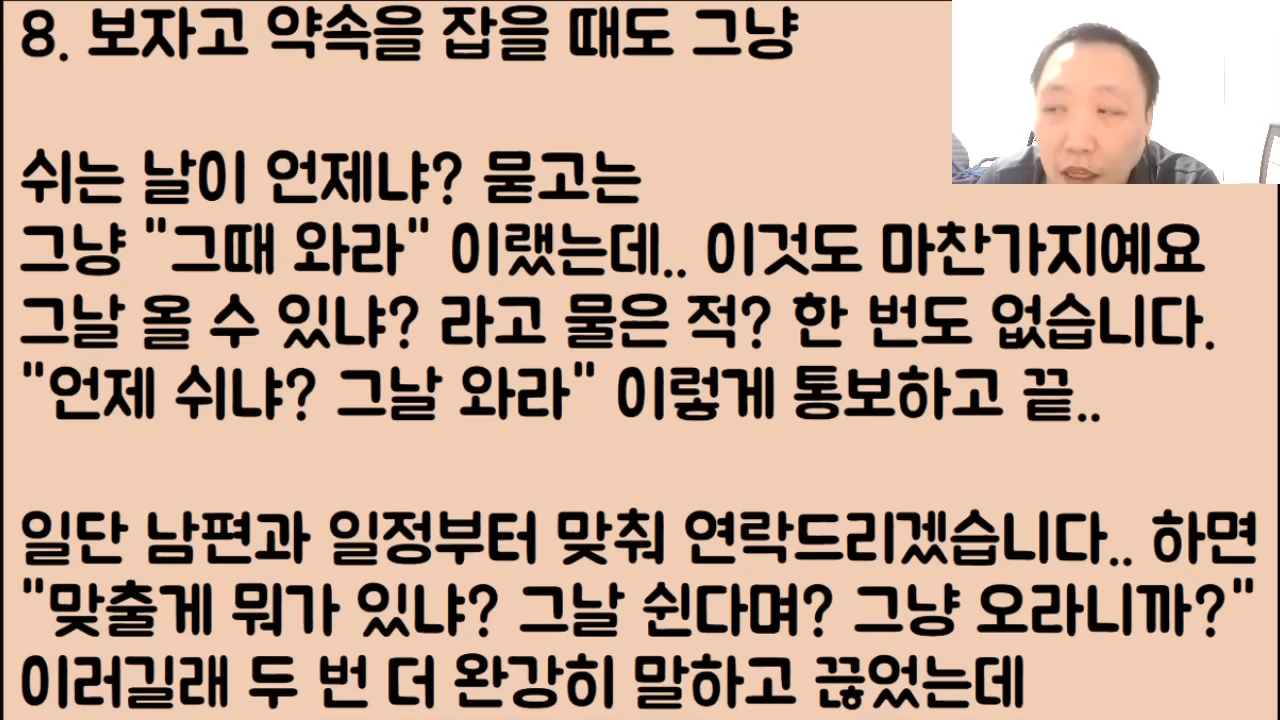 8. 보자고 약속을 잡을 때도 그냥
쉬는 날이 언제냐? 묻고는
그냥 "그때 와라" 이랬는데.. 이것도 마찬가지예요
그날 올 수 있냐? 라고 물은 적? 한 번도 없습니다.
"언제 쉬냐? 그날 와라" 이렇게 통보하고 끝..
일단 남편과 일정부터 맞춰 연락드리겠습니다.. 하면
"맞출게 뭐가 있냐? 그날 쉰다며? 그냥 오라니까?"
이러길래 두 번 더 완강히 말하고 끊었는데